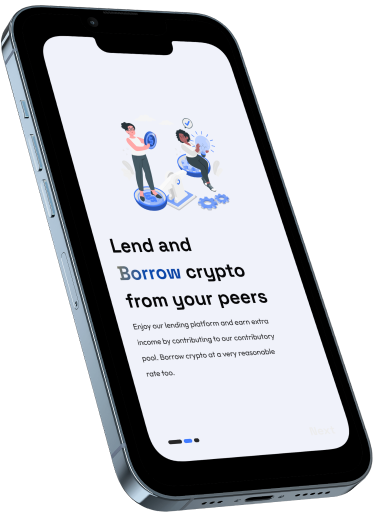 Lend and
Borrow crypto
from your peers
Enjoy our lending platform and earn extra
income by contributing to our contributory
pool. Borrow crypto at a very reasonable
rate too.